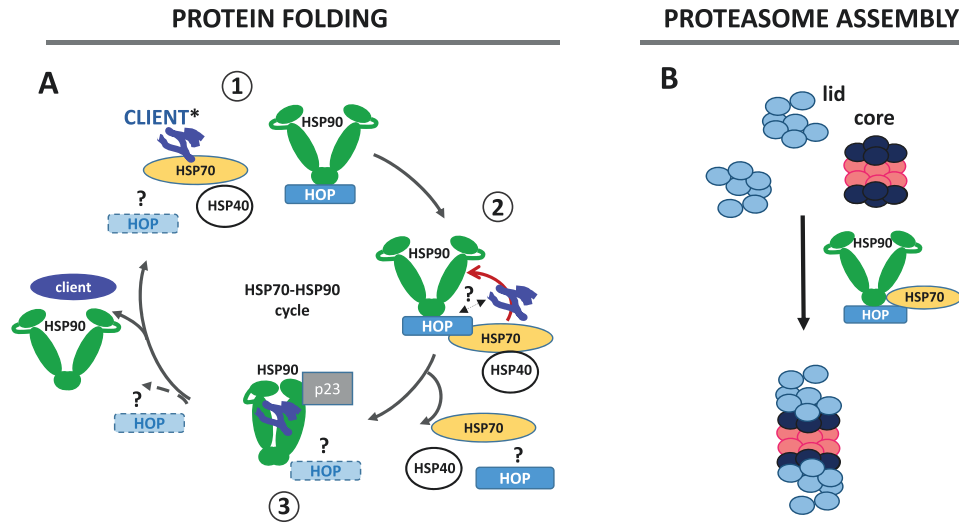 PROTEIN FOLDING
PROTEASOME ASSEMBLY
A
1
CLIENT*
HSP70
HSP40
?
HOP
HSP90
HOP
2
HSP90
?
HOP
HSP70
HSP40
HSP70-HSP90
cycle
client
HSP90
?
HOP
HSP90
p23
?
HOP
3
HSP70
HSP40
?
HOP
B
lid
core
HSP90
HSP70
HOP